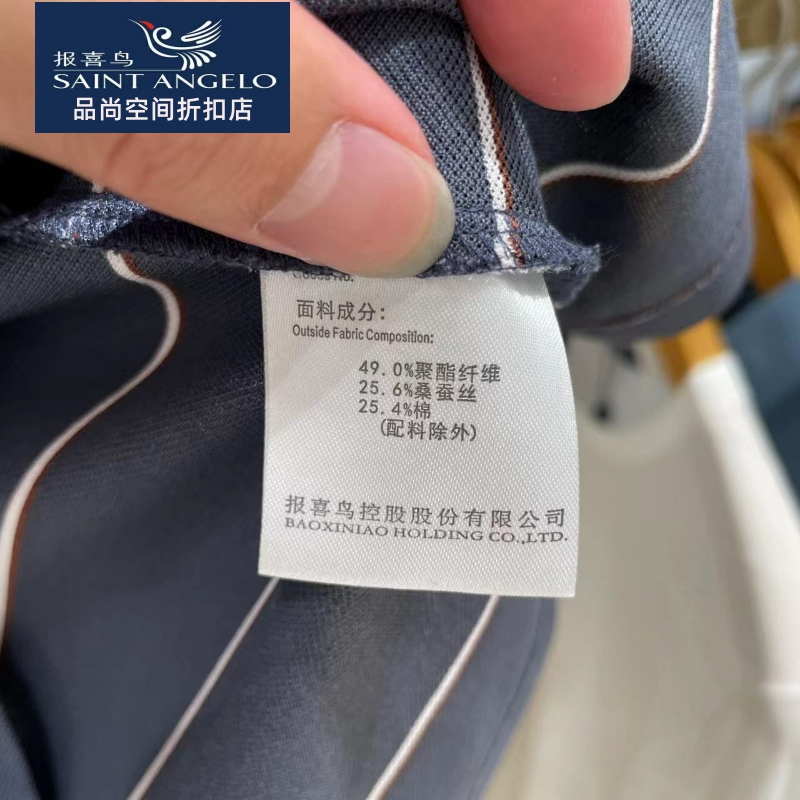 报喜鸟
SAINT ANGELO
品尚空间折扣店
面料成分：
Outside Fabric Composition:
49.0%聚酯纤维
25.6%桑蚕丝
25.4%棉
(配料除外)
报喜鸟控股股份有限公司
BAOXINIAO HOLDING CO.,LTD.